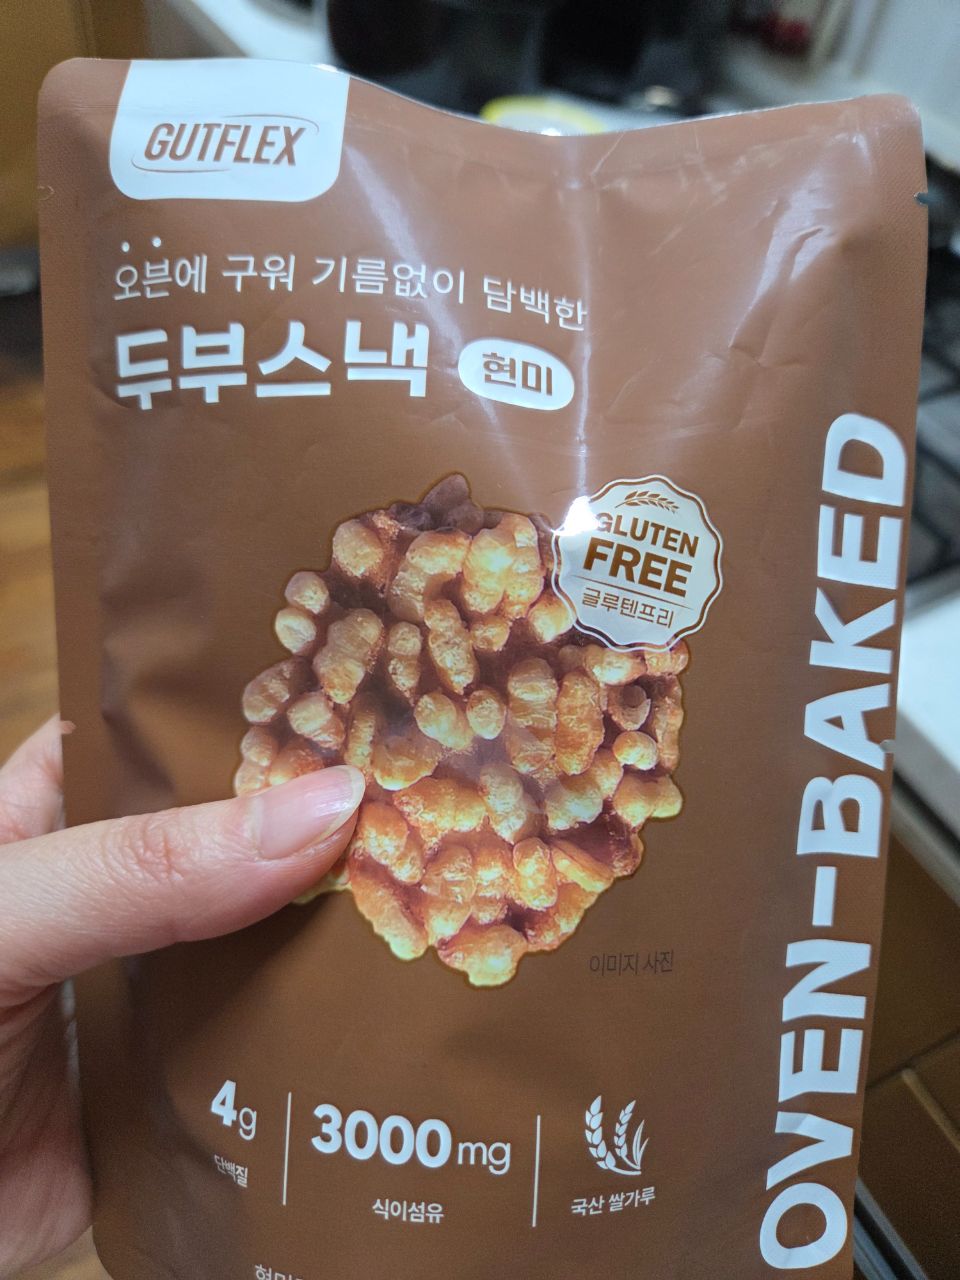 GUTFLEX
오븐에 구워 기름없이 담백한
두부스낵 현미
GLUTEN
FREE
글루텐프리
OVEN-BAKED
이미지 사진
4g
단백질
3000mg
식이섬유
국산 쌀가루